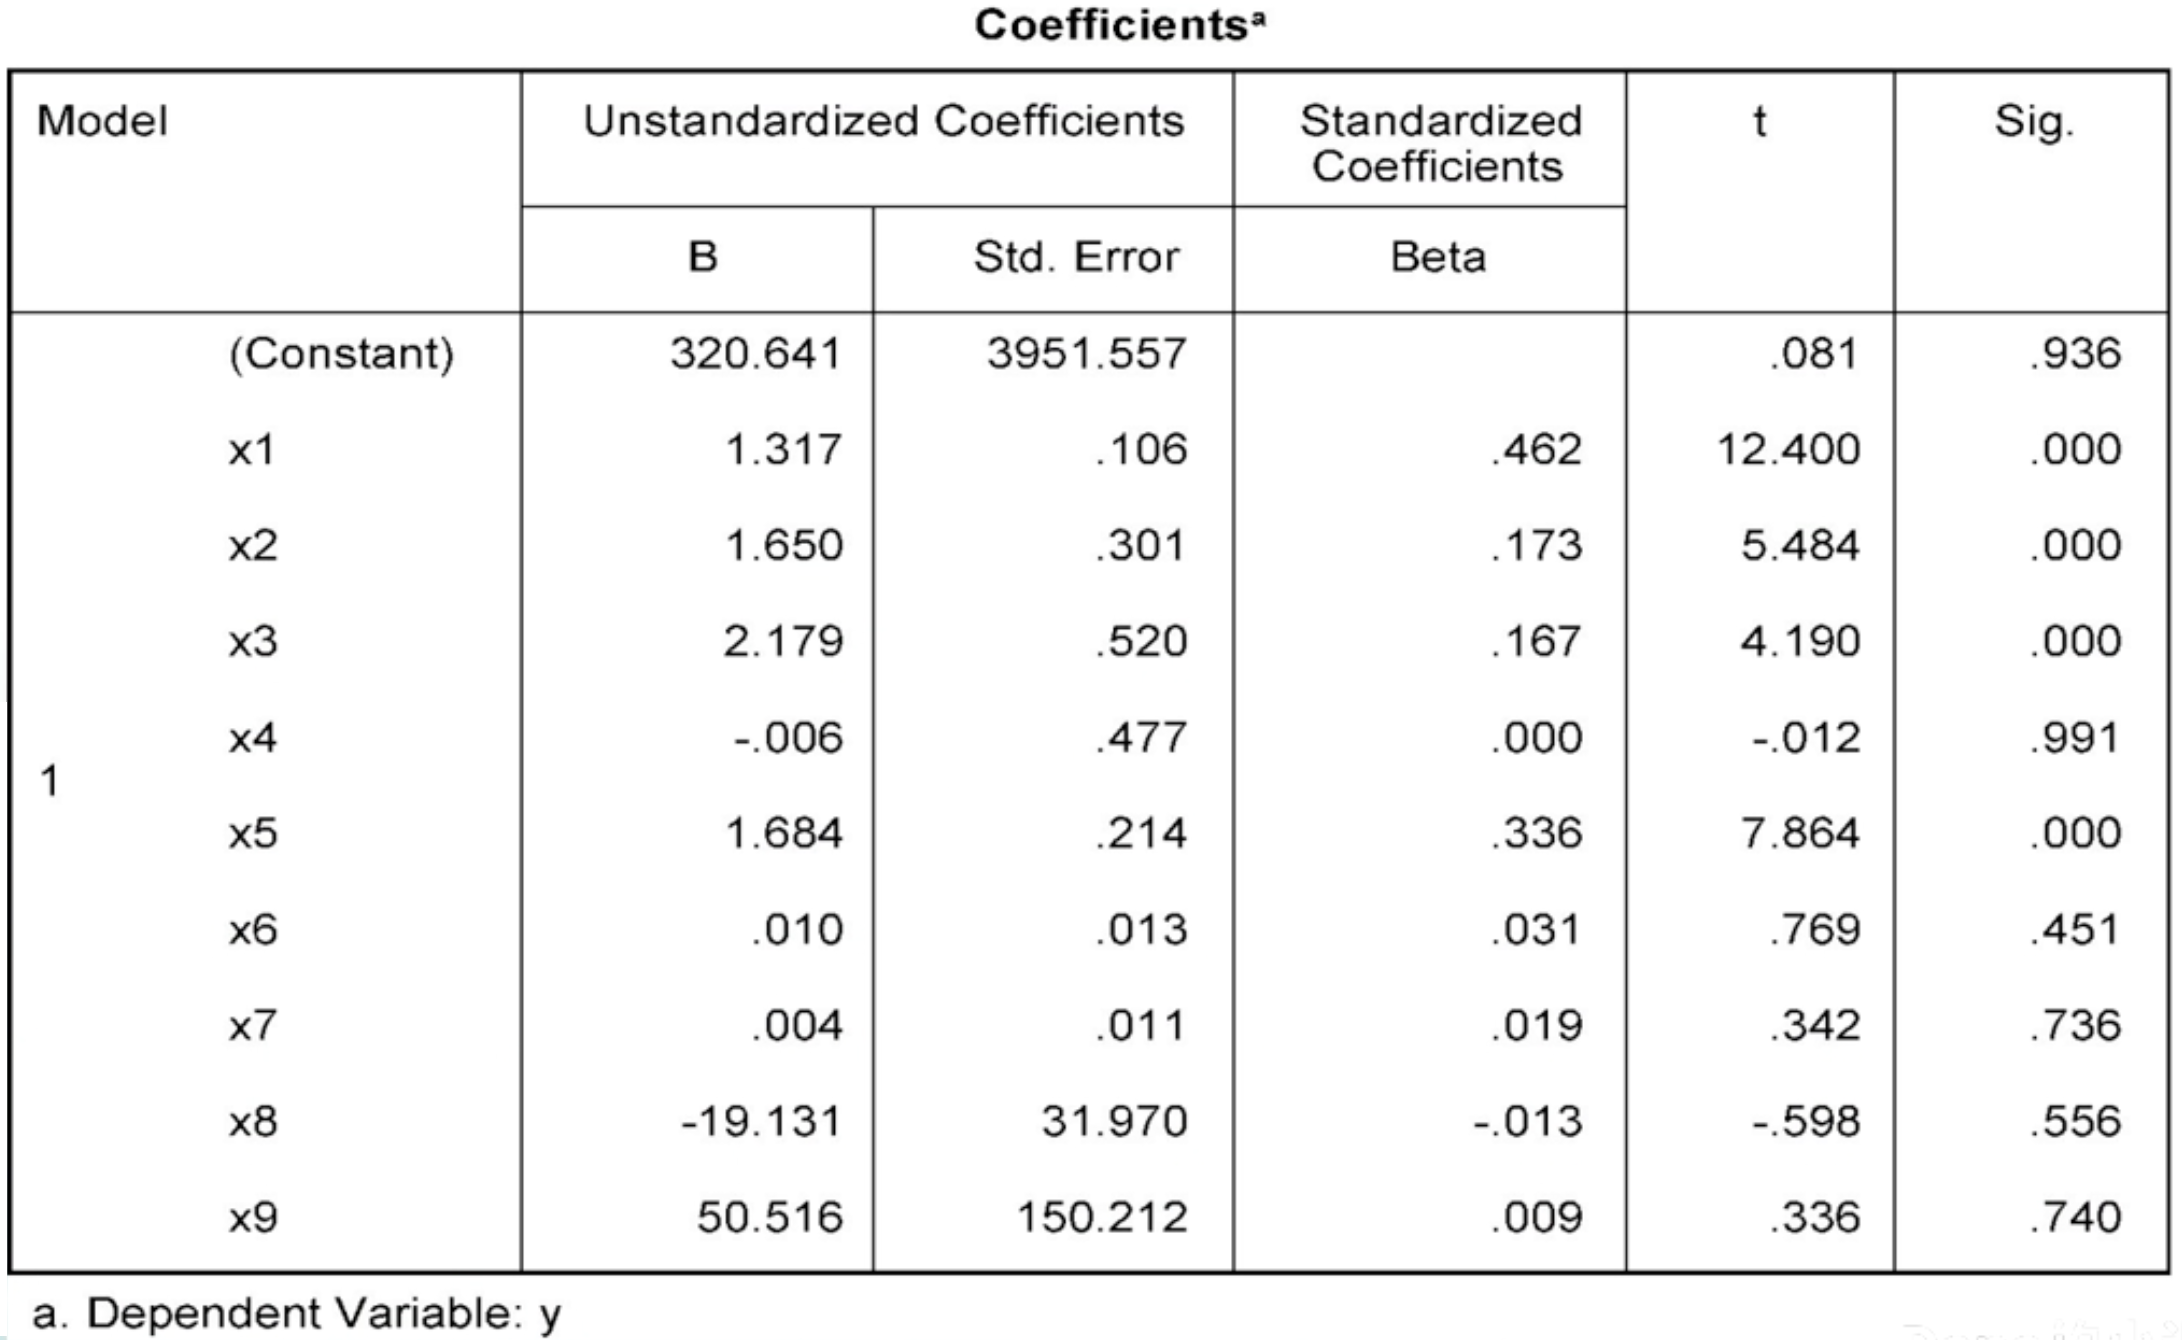 Coefficientsᵃ
Model Unstandardized Coefficients Standardized Coefficients t Sig.
B Std. Error Beta
(Constant) 320.641 3951.557 .081 .936
x1 1.317 .106 .462 12.400 .000
x2 1.650 .301 .173 5.484 .000
x3 2.179 .520 .167 4.190 .000
x4 -.006 .477 .000 -.012 .991
1
x5 1.684 .214 .336 7.864 .000
x6 .010 .013 .031 .769 .451
x7 .004 .011 .019 .342 .736
x8 -19.131 31.970 -.013 -.598 .556
x9 50.516 150.212 .009 .336 .740
a. Dependent Variable: y